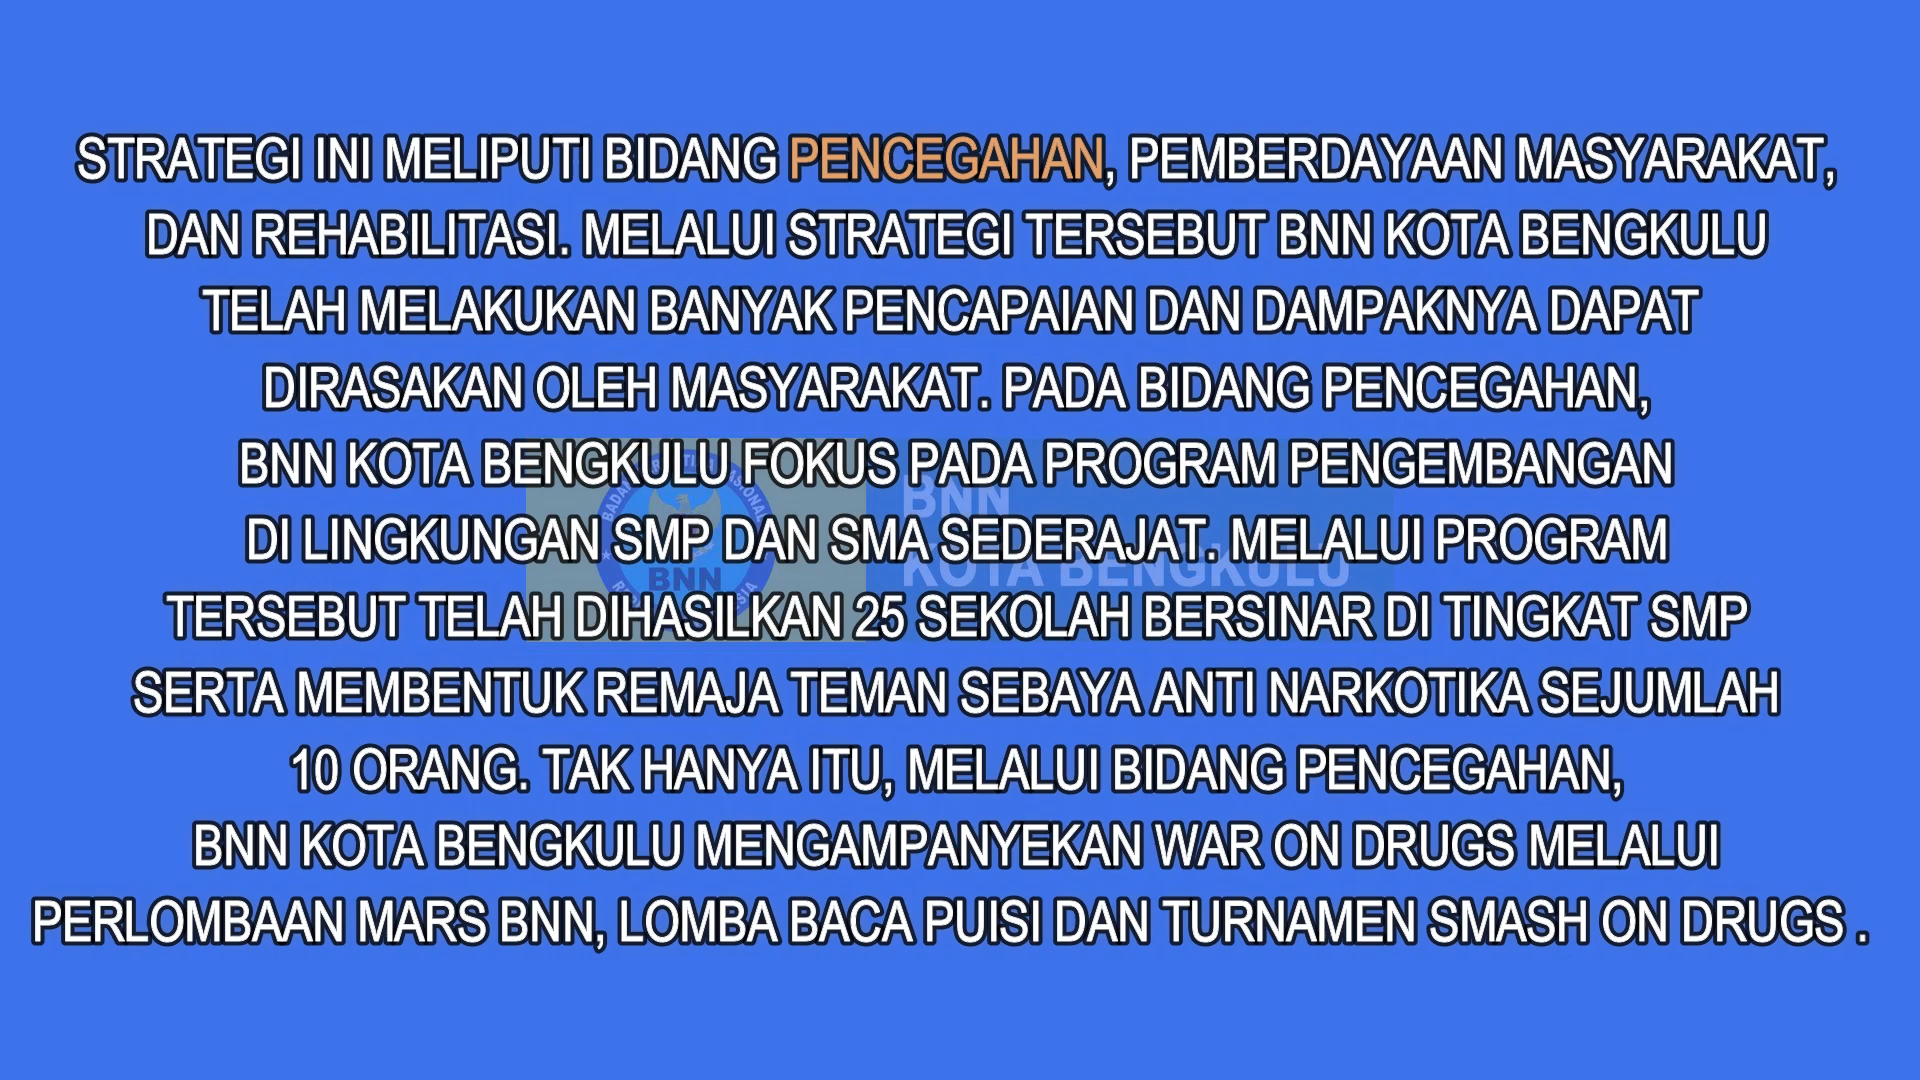 STRATEGI INI MELIPUTI BIDANG PENCEGAHAN, PEMBERDAYAAN MASYARAKAT,
DAN REHABILITASI. MELALUI STRATEGI TERSEBUT BNN KOTA BENGKULU
TELAH MELAKUKAN BANYAK PENCAPAIAN DAN DAMPAKNYA DAPAT
DIRASAKAN OLEH MASYARAKAT. PADA BIDANG PENCEGAHAN,
BNN KOTA BENGKULU FOKUS PADA PROGRAM PENGEMBANGAN
BNN
DI LINGKUNGAN SMP DAN SMA SEDERAJAT. MELALUI PROGRAM
KOTA BENGKULU
BNN
TERSEBUT TELAH DIHASILKAN 25 SEKOLAH BERSINAR DI TINGKAT SMP
SERTA MEMBENTUK REMAJA TEMAN SEBAYA ANTI NARKOTIKA SEJUMLAH
10 ORANG. TAK HANYA ITU, MELALUI BIDANG PENCEGAHAN,
BNN KOTA BENGKULU MENGAMPANYEKAN WAR ON DRUGS MELALUI
PERLOMBAAN MARS BNN, LOMBA BACA PUISI DAN TURNAMEN SMASH ON DRUGS .